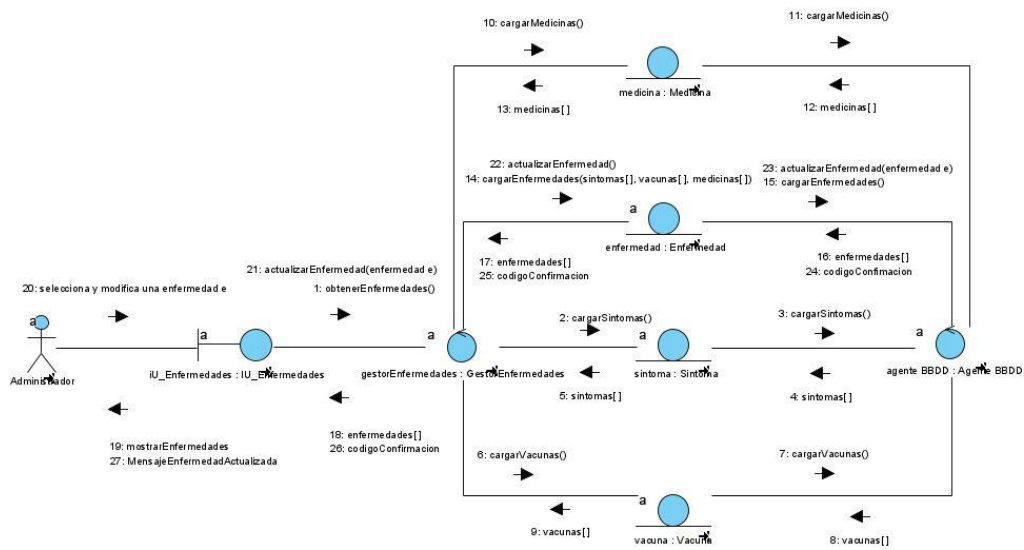 10: cargarMedicinas()
11: cargarMedicinas()
medicina : Medicina
13: medicinas[ ]
12: medicinas[ ]
22: actualizarEnfermedad()
14: cargarEnfermedades(sintomas[], vacunas[], medicinas[])
23: actualizarEnfermedad(enfermedad e)
15: cargarEnfermedades()
a
enfermedad : Enfermedad
17: enfermedades[]
25: codigoConfirmacion
16: enfermedades[]
24: codigoConfimacion
21: actualizarEnfermedad(enfermedad e)
20: selecciona y modifica una enfermedad e
1: obtenerEnfermedades()
2: cargarSintomas()
3: cargarSintomas()
a
a
a
a
a
Administrador
iU_Enfermedades : IU_Enfermedades
gestorEnfermedades : GestorEnfermedades
sintoma : Sintoma
agente BBDD : Agente BBDD
5: sintomas[]
4: sintomas[]
19: mostrarEnfermedades
27: MensajeEnfermedadActualizada
18: enfermedades[]
26: codigoConfirmacion
6: cargarVacunas()
7: cargarVacunas()
a
9: vacunas[]
vacuna : Vacuna
8: vacunas[]